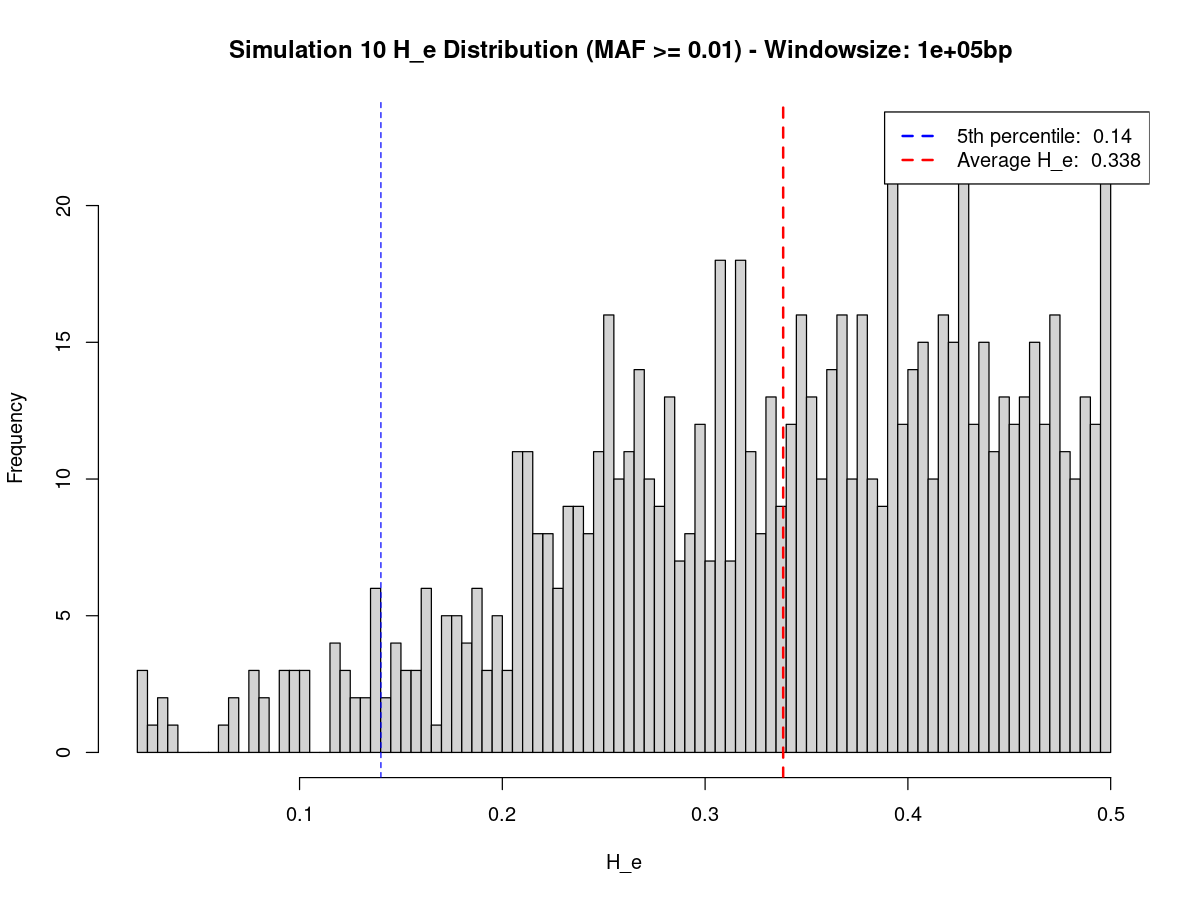 Simulation 10 H_e Distribution (MAF >= 0.01) - Windowsize: 1e+05bp
5th percentile:  0.14
Average H_e:  0.338
Frequency
20
15
10
5
0
0.1 0.2 0.3 0.4 0.5
H_e